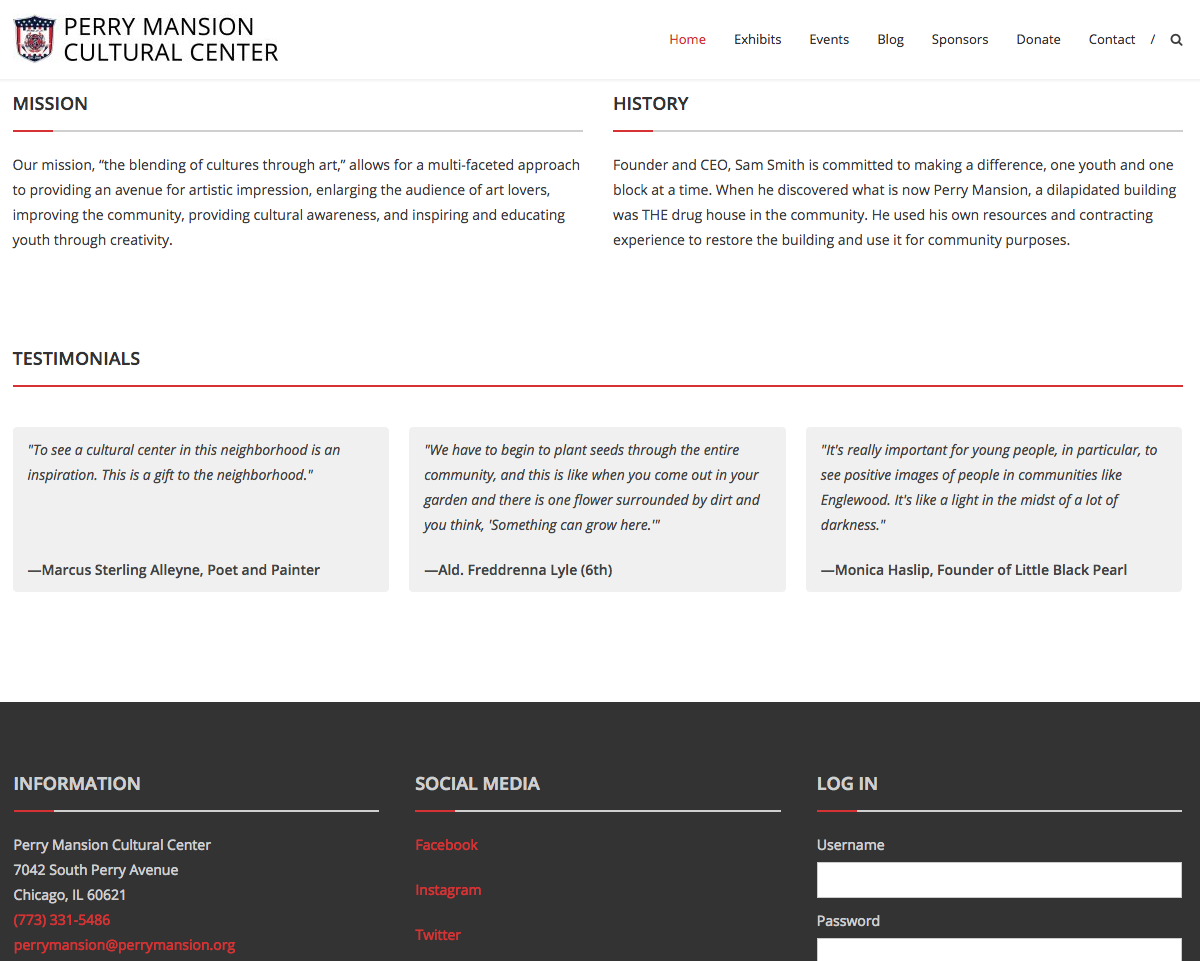 PERRY MANSION
CULTURAL CENTER
Home Exhibits Events Blog Sponsors Donate Contact /
MISSION
Our mission, “the blending of cultures through art,” allows for a multi-faceted approach
to providing an avenue for artistic impression, enlarging the audience of art lovers,
improving the community, providing cultural awareness, and inspiring and educating
youth through creativity.
HISTORY
Founder and CEO, Sam Smith is committed to making a difference, one youth and one
block at a time. When he discovered what is now Perry Mansion, a dilapidated building
was THE drug house in the community. He used his own resources and contracting
experience to restore the building and use it for community purposes.
TESTIMONIALS
"To see a cultural center in this neighborhood is an
inspiration. This is a gift to the neighborhood."
—Marcus Sterling Alleyne, Poet and Painter
"We have to begin to plant seeds through the entire
community, and this is like when you come out in your
garden and there is one flower surrounded by dirt and
you think, 'Something can grow here.'"
—Ald. Freddrenna Lyle (6th)
"It's really important for young people, in particular, to
see positive images of people in communities like
Englewood. It's like a light in the midst of a lot of
darkness."
—Monica Haslip, Founder of Little Black Pearl
INFORMATION
Perry Mansion Cultural Center
7042 South Perry Avenue
Chicago, IL 60621
(773) 331-5486
perrymansion@perrymansion.org
SOCIAL MEDIA
Facebook
Instagram
Twitter
LOG IN
Username
Password